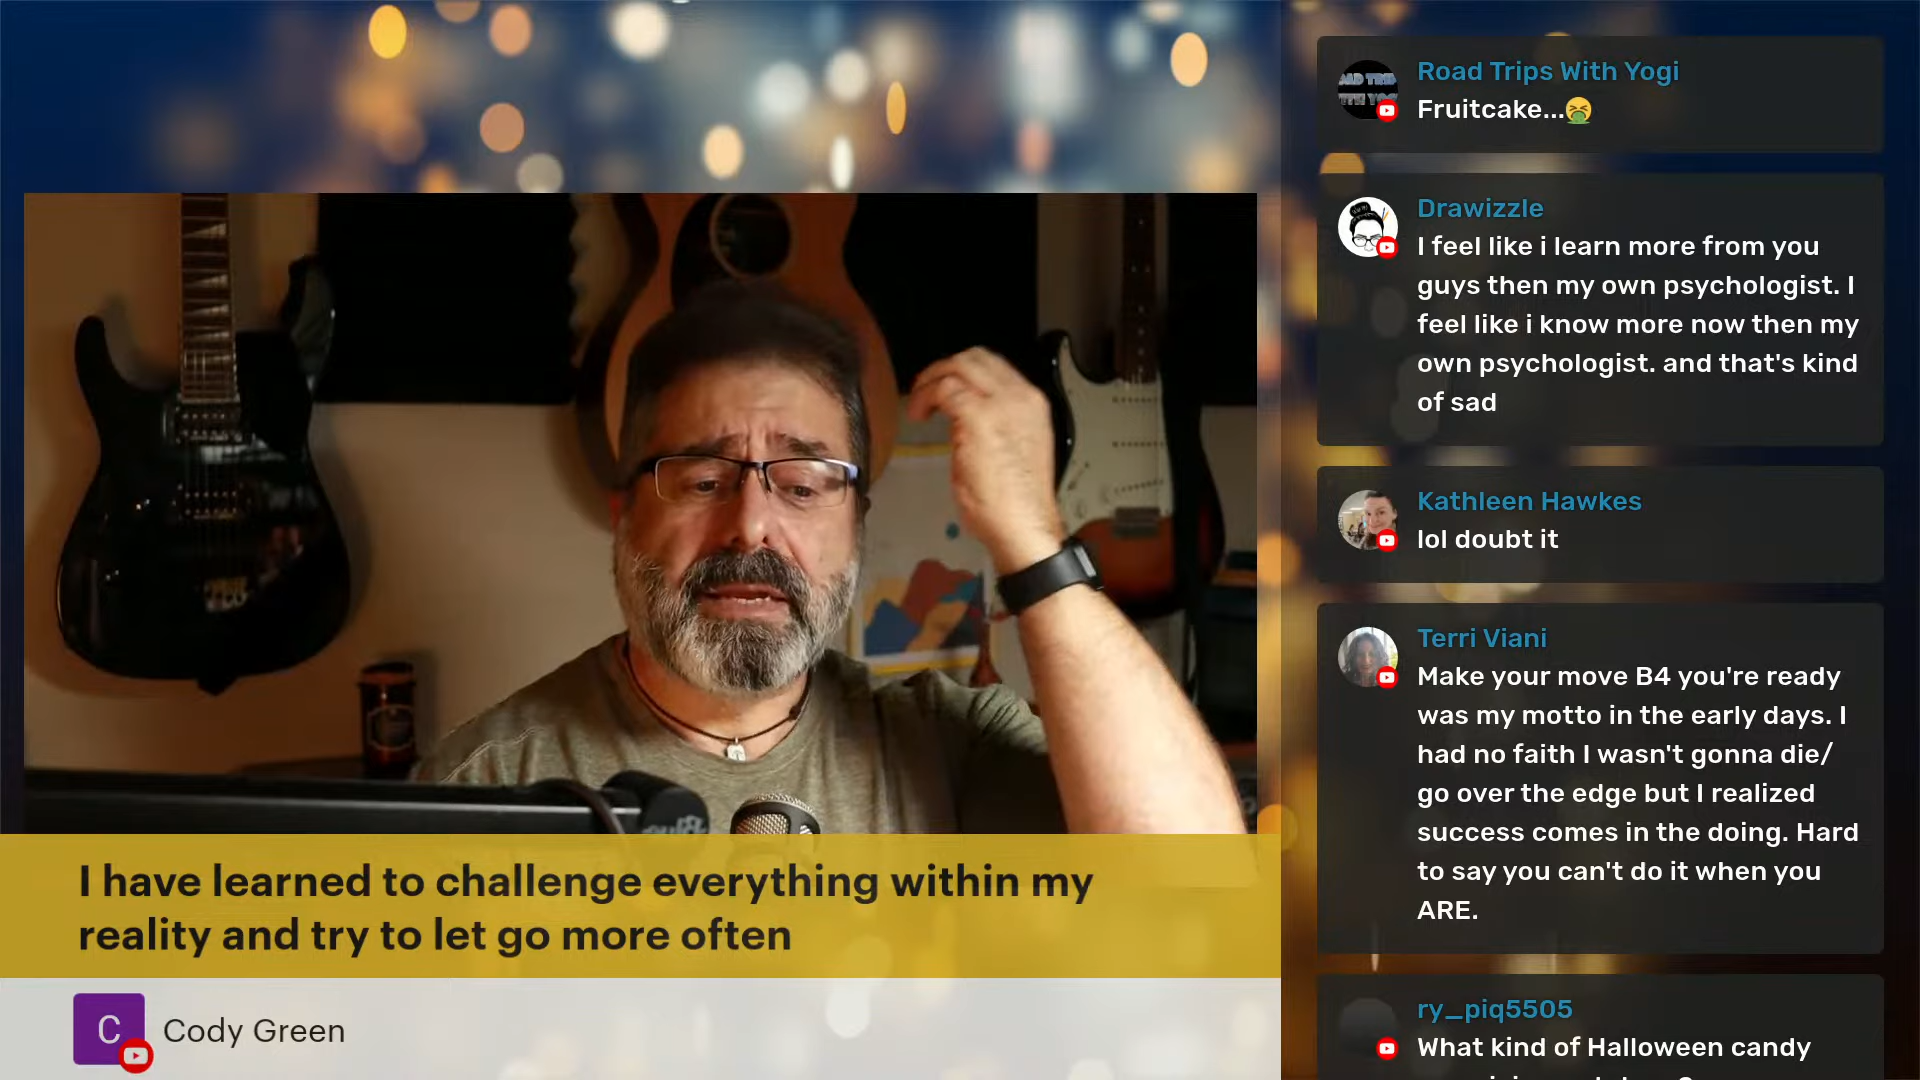 Road Trips With Yogi
Fruitcake...🤮
Drawizzle
I feel like i learn more from you
guys then my own psychologist. I
feel like i know more now then my
own psychologist. and that's kind
of sad
Kathleen Hawkes
lol doubt it
Terri Viani
Make your move B4 you're ready
was my motto in the early days. I
had no faith I wasn't gonna die/
go over the edge but I realized
success comes in the doing. Hard
to say you can't do it when you
ARE.
ry_piq5505
What kind of Halloween candy
I have learned to challenge everything within my
reality and try to let go more often
C
Cody Green